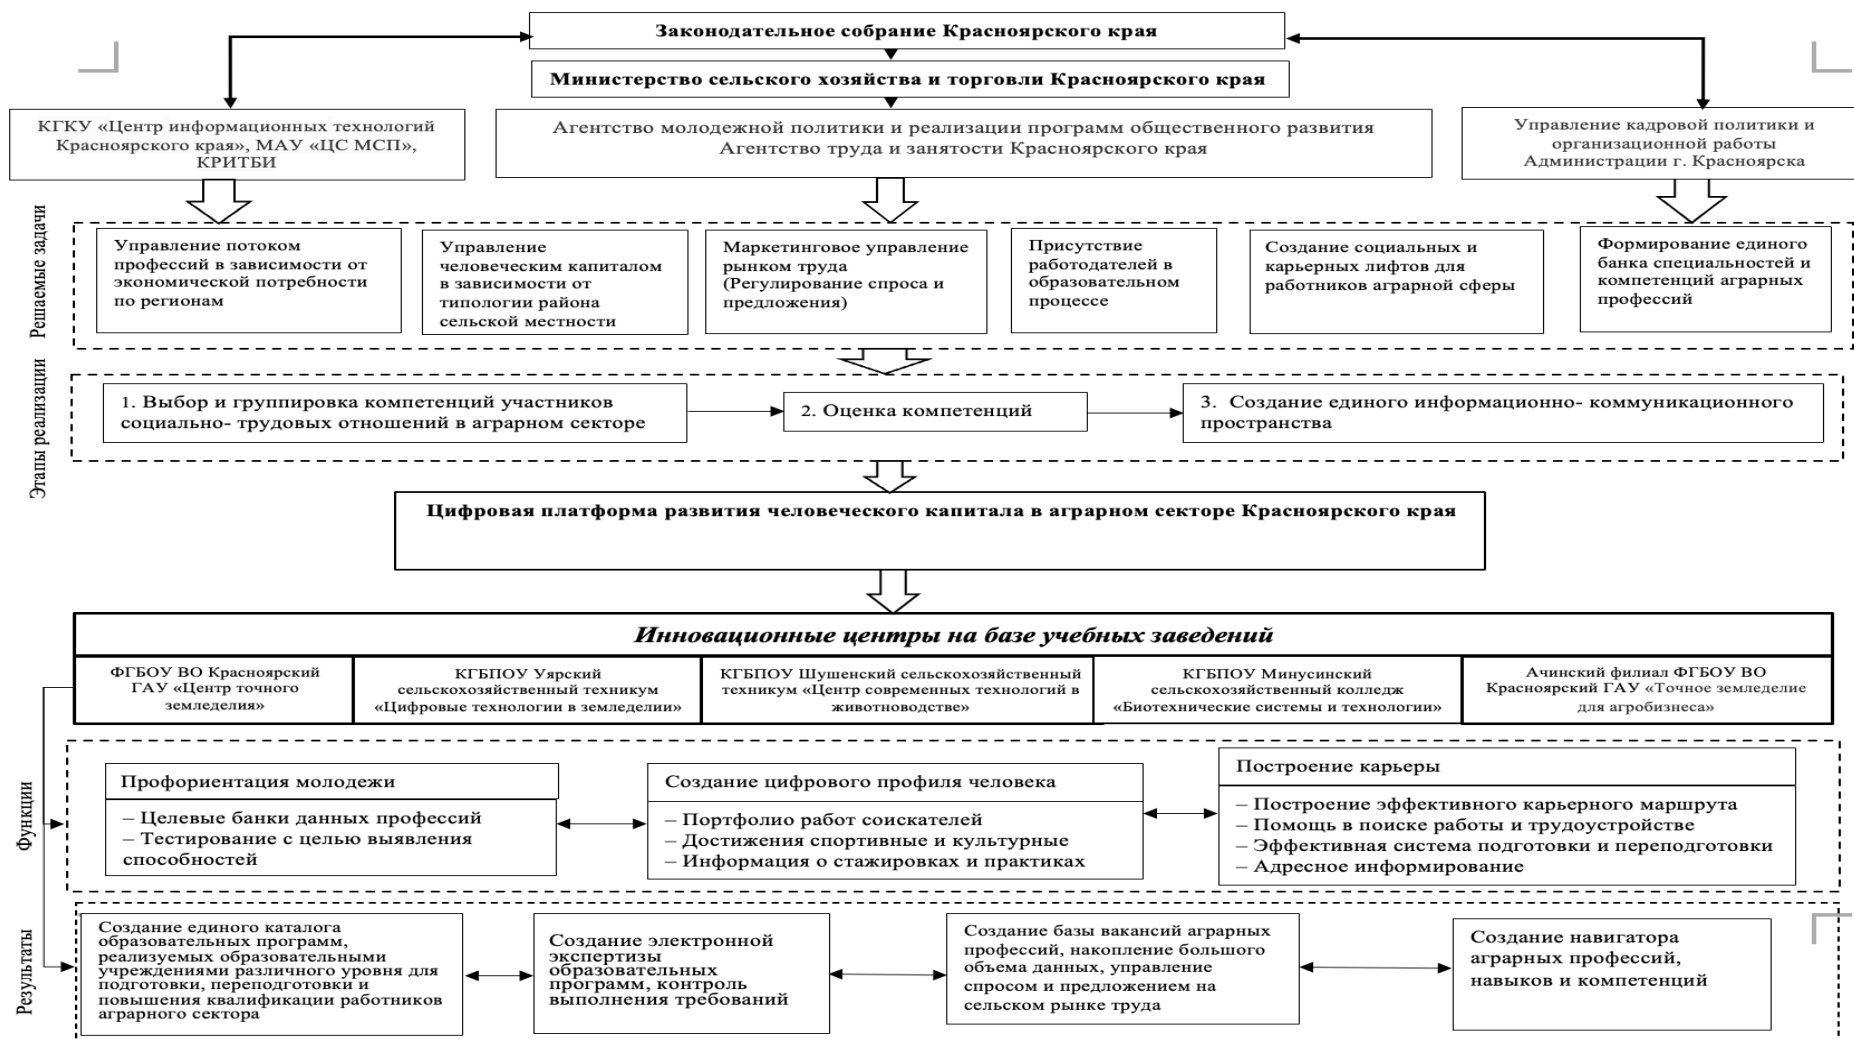 Законодательное собрание Красноярского края
Министерство сельского хозяйства и торговли Красноярского края
КГКУ «Центр информационных технологий
Красноярского края», МАУ «ЦС МСП»,
КРИТБИ
Агентство молодежной политики и реализации программ общественного развития
Агентство труда и занятости Красноярского края
Управление кадровой политики и
организационной работы
Администрации г. Красноярска
Решаемые задачи
Управление потоком
профессий в зависимости от
экономической потребности
по регионам
Управление
человеческим капиталом
в зависимости от
типологии района
сельской местности
Маркетинговое управление
рынком труда
(Регулирование спроса и
предложения)
Присутствие
работодателей в
образовательном
процессе
Создание социальных и
карьерных лифтов для
работников аграрной сферы
Формирование единого
банка специальностей и
компетенций аграрных
профессий
Этапы реализации
1. Выбор и группировка компетенций участников
социально- трудовых отношений в аграрном секторе
2. Оценка компетенций
3. Создание единого информационно- коммуникационного
пространства
Цифровая платформа развития человеческого капитала в аграрном секторе Красноярского края
Инновационные центры на базе учебных заведений
ФГБОУ ВО Красноярский
ГАУ «Центр точного
земледелия»
КГБПОУ Уярский
сельскохозяйственный техникум
«Цифровые технологии в земледелии»
КГБПОУ Шушенский сельскохозяйственный
техникум «Центр современных технологий в
животноводстве»
КГБПОУ Минусинский
сельскохозяйственный колледж
«Биотехнические системы и технологии»
Ачинский филиал ФГБОУ ВО
Красноярский ГАУ «Точное земледелие
для агробизнеса»
Функции
Профориентация молодежи
– Целевые банки данных профессий
– Тестирование с целью выявления
способностей
Создание цифрового профиля человека
– Портфолио работ соискателей
– Достижения спортивные и культурные
– Информация о стажировках и практиках
Построение карьеры
– Построение эффективного карьерного маршрута
– Помощь в поиске работы и трудоустройстве
– Эффективная система подготовки и переподготовки
– Адресное информирование
Результаты
Создание единого каталога
образовательных программ,
реализуемых образовательными
учреждениями различного уровня для
подготовки, переподготовки и
повышения квалификации работников
аграрного сектора
Создание электронной
экспертизы
образовательных
программ, контроль
выполнения требований
Создание базы вакансий аграрных
профессий, накопление большого
объема данных, управление
спросом и предложением на
сельском рынке труда
Создание навигатора
аграрных профессий,
навыков и компетенций